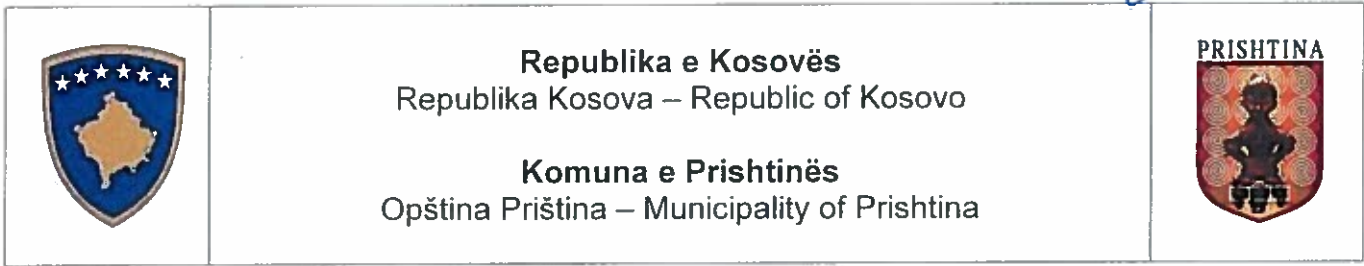 Republika e Kosovës
Republika Kosova – Republic of Kosovo
Komuna e Prishtinës
Opština Priština – Municipality of Prishtina
PRISHTINA